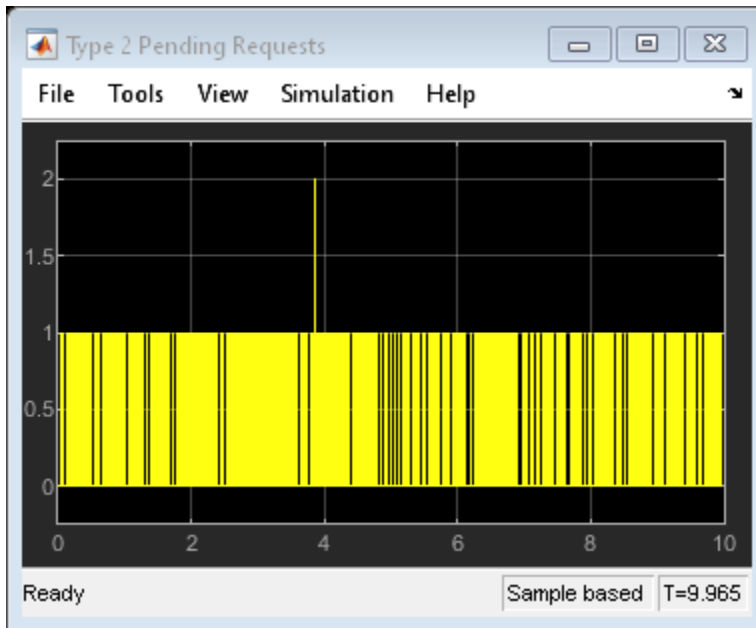 Type 2 Pending Requests
File Tools View Simulation Help
2
1.5
1
0.5
0
0 2 4 6 8 10
Ready Sample based T=9.965